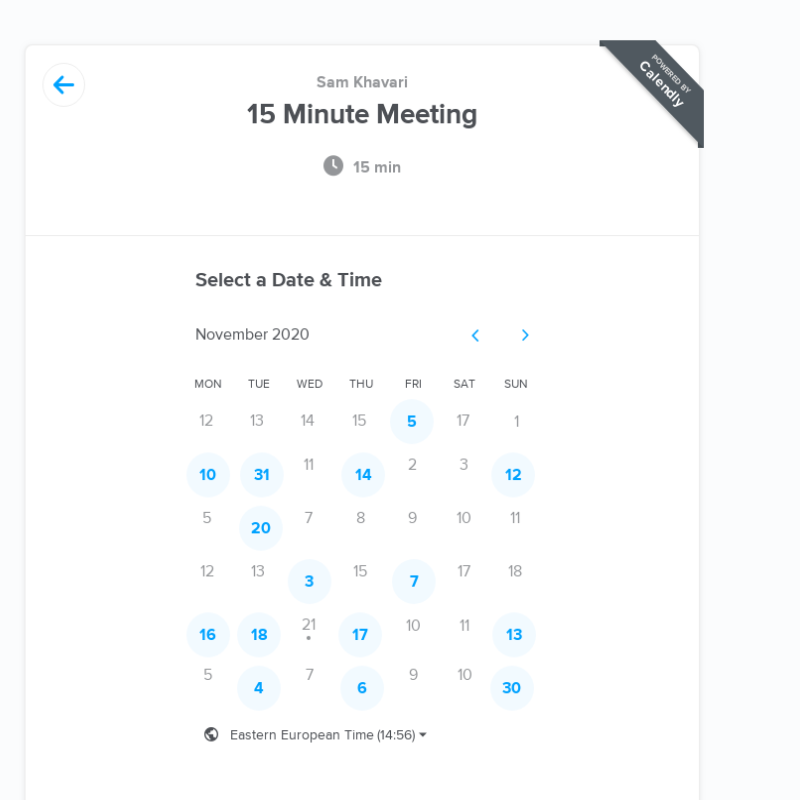 POWERED BY
Calendly
Sam Khavari
15 Minute Meeting
15 min
Select a Date & Time
November 2020
MON TUE WED THU FRI SAT SUN
12 13 14 15 5 17 1
10 31 11 14 2 3 12
5 20 7 8 9 10 11
12 13 3 15 7 17 18
16 18 21 17 10 11 13
5 4 7 6 9 10 30
Eastern European Time (14:56)